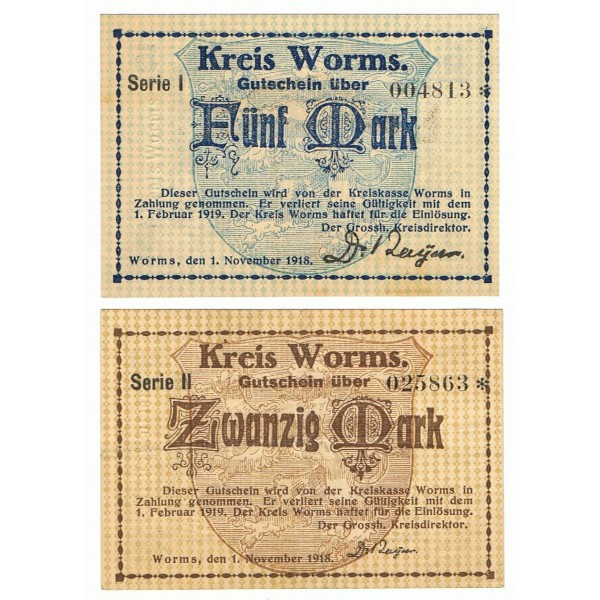 Kreis Worms.
Serie I Gutschein über 004813 *
Fünf Mark
Dieser Gutschein wird von der Kreiskasse Worms in
Zahlung genommen. Er verliert seine Gültigkeit mit dem
1. Februar 1919. Der Kreis Worms haftet für die Einlösung.
Der Grossh. Kreisdirektor.
Worms, den 1. November 1918.
Kreis Worms.
Serie II Gutschein über 025863 *
Zwanzig Mark
Dieser Gutschein wird von der Kreiskasse Worms in
Zahlung genommen. Er verliert seine Gültigkeit mit dem
1. Februar 1919. Der Kreis Worms haftet für die Einlösung.
Der Grossh. Kreisdirektor.
Worms, den 1. November 1918.